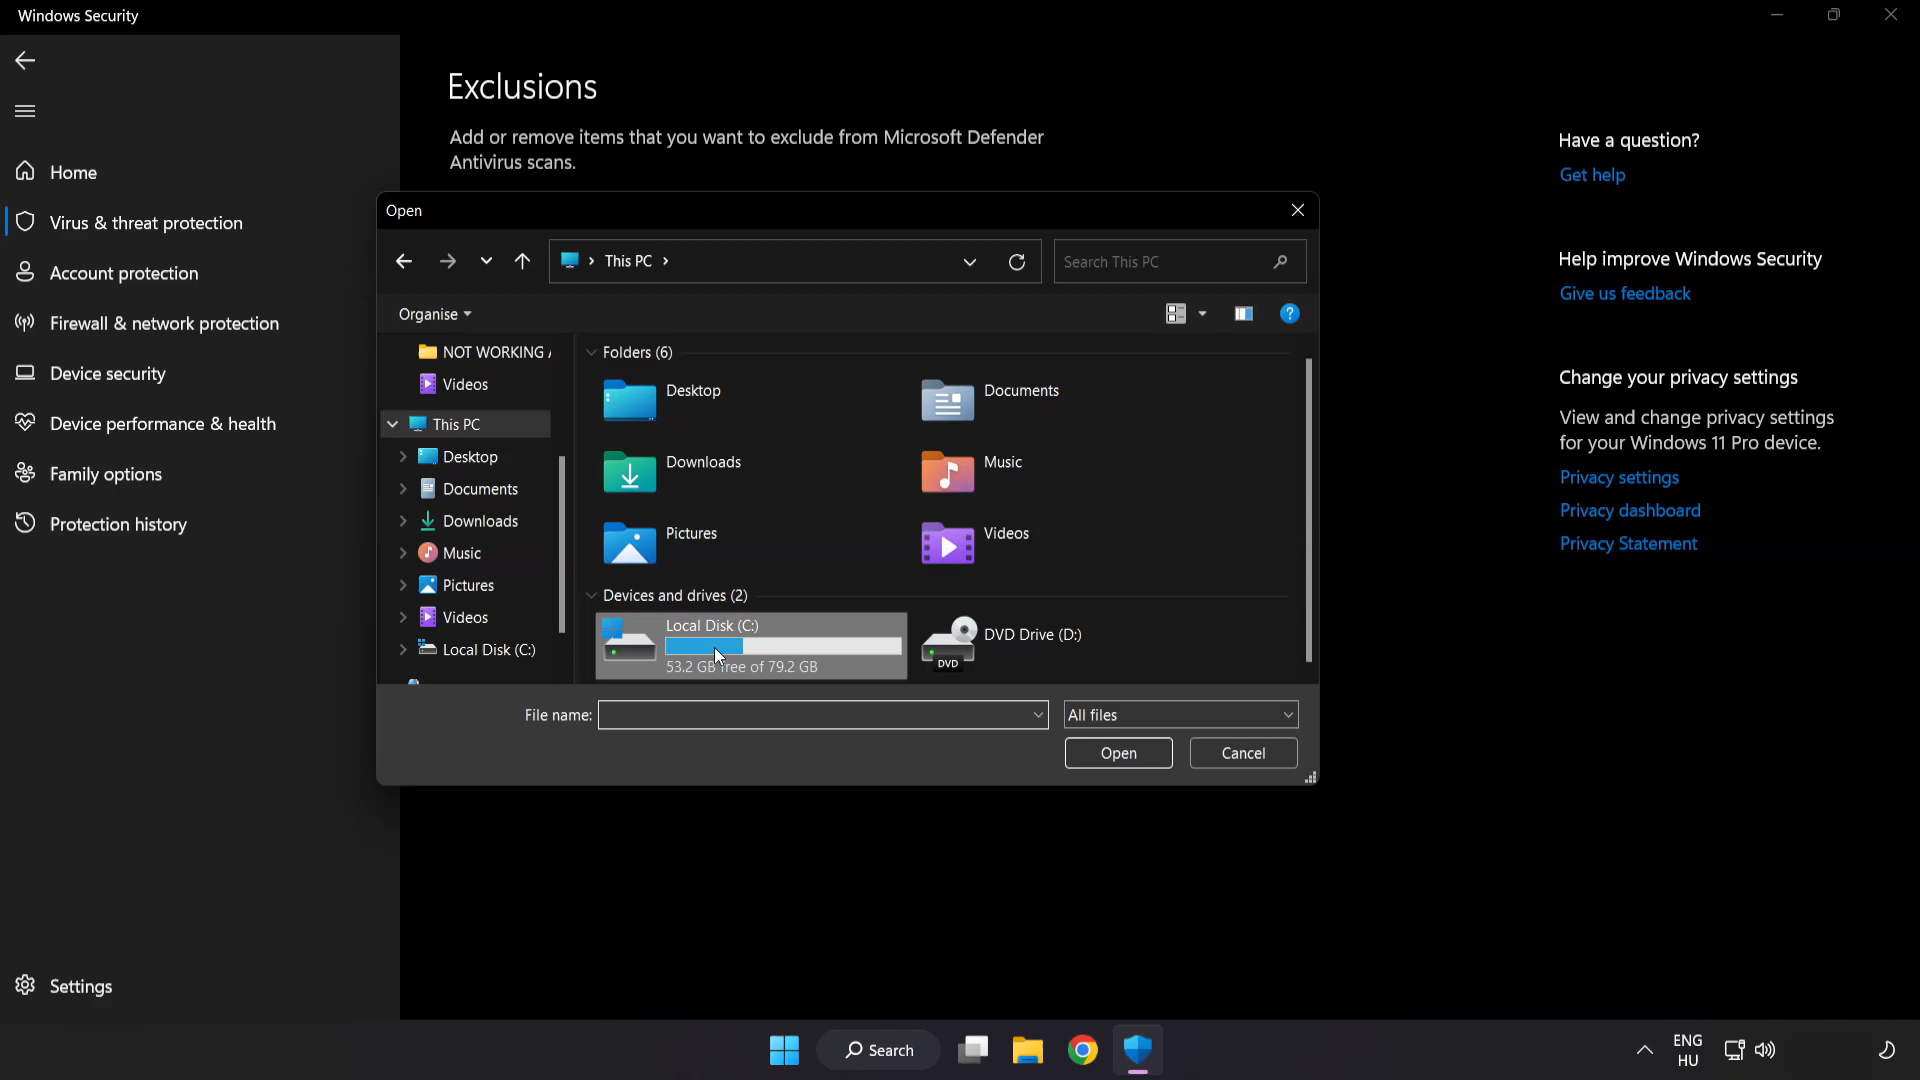 Windows Security
Home
Virus & threat protection
Account protection
Firewall & network protection
Device security
Device performance & health
Family options
Protection history
Settings
Exclusions
Add or remove items that you want to exclude from Microsoft Defender
Antivirus scans.
Open
This PC
Search This PC
Organise
NOT WORKING
Videos
This PC
Desktop
Documents
Downloads
Music
Pictures
Videos
Local Disk (C:)
Folders (6)
Desktop
Documents
Downloads
Music
Pictures
Videos
Devices and drives (2)
Local Disk (C:)
53.2 GB free of 79.2 GB
DVD Drive (D:)
DVD
File name:
All files
Open
Cancel
Have a question?
Get help
Help improve Windows Security
Give us feedback
Change your privacy settings
View and change privacy settings
for your Windows 11 Pro device.
Privacy settings
Privacy dashboard
Privacy Statement
Search
ENG
HU